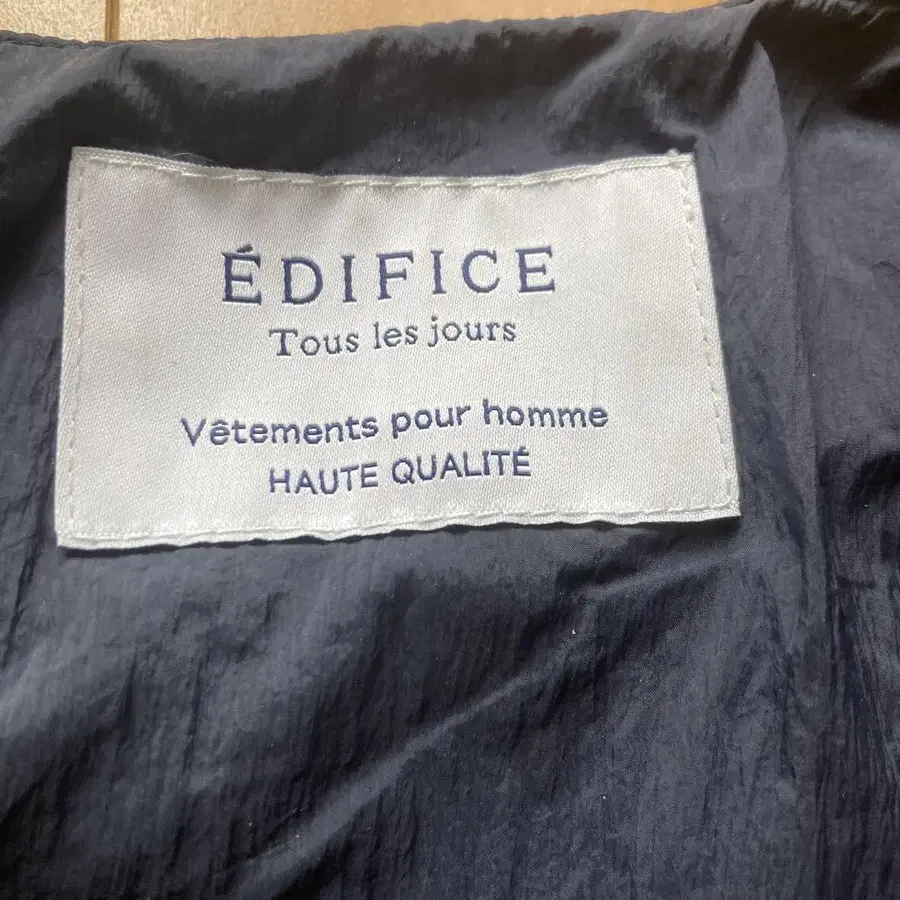 ÉDIFICE
Tous les jours
Vêtements pour homme
HAUTE QUALITÉ